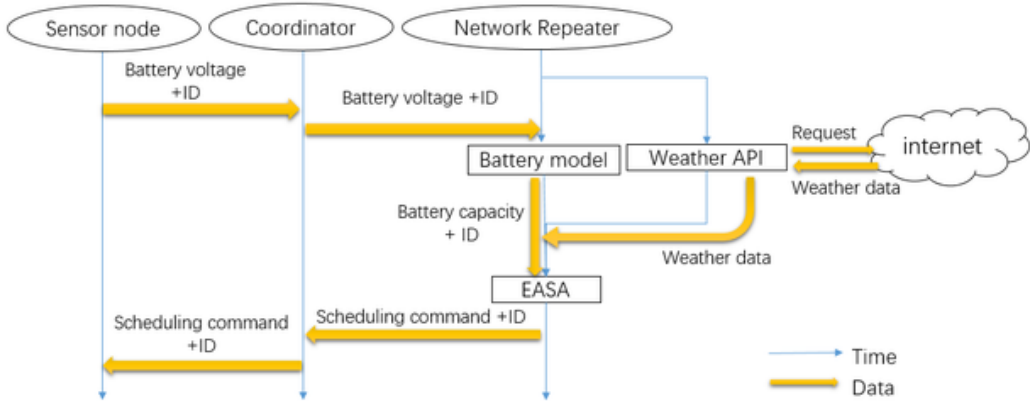 Sensor node
Coordinator
Network Repeater
Battery voltage
+ID
Battery voltage +ID
Battery model
Weather API
Request
internet
Weather data
Battery capacity
+ ID
Weather data
EASA
Scheduling command +ID
Scheduling command
+ID
Time
Data